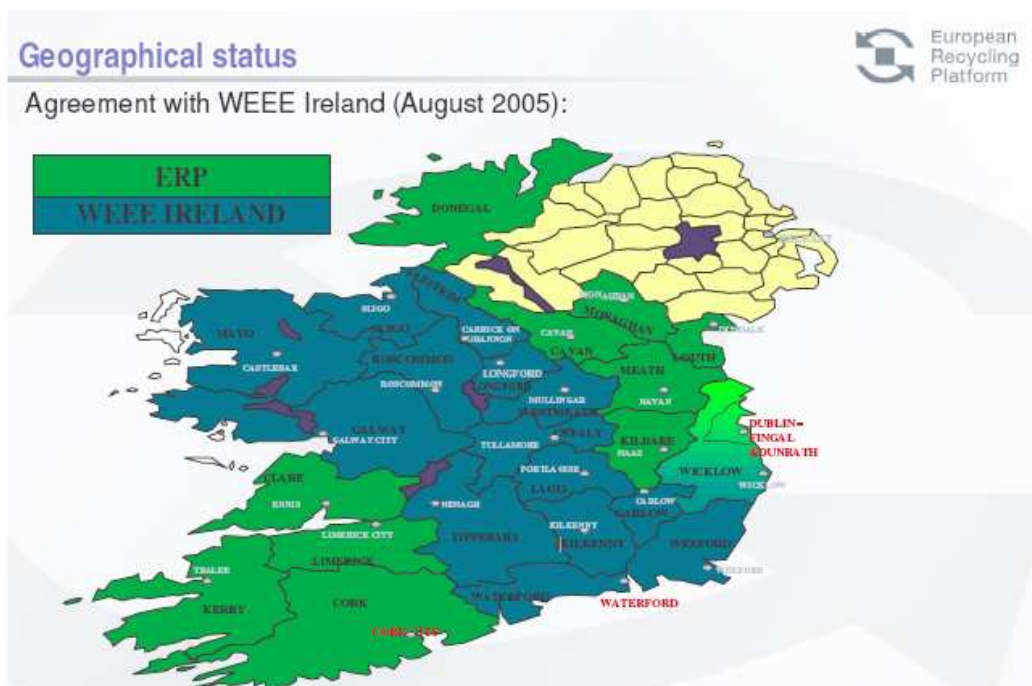 Geographical status
European
Recycling
Platform
Agreement with WEEE Ireland (August 2005):
ERP
WEEE IRELAND
DONEGAL
LEITRIM
SLIGO
SLIGO
MAYO
CASTLEBAR
CARRICK ON
SHANNON
ROSCOMMON
ROSCOMMON
LONGFORD
LONGFORD
MONAGHAN
MONAGHAN
CAVAN
CAVAN
DUNDALK
LOUTH
MEATH
NAVAN
MULLINGAR
WESTMEATH
GALWAY
GALWAY CITY
TULLAMORE
OFFALY
KILDARE
NAAS
DUBLIN=
FINGAL
WICKLOW
WICKLOW
PORTLAOISE
CARLOW
CARLOW
CLARE
ENNIS
NENAGH
LIMERICK CITY
LIMERICK
TIPPERARY
KILKENNY
KILKENNY
WEXFORD
WEXFORD
TRALEE
KERRY
CORK
CORK CITY
WATERFORD
WATERFORD